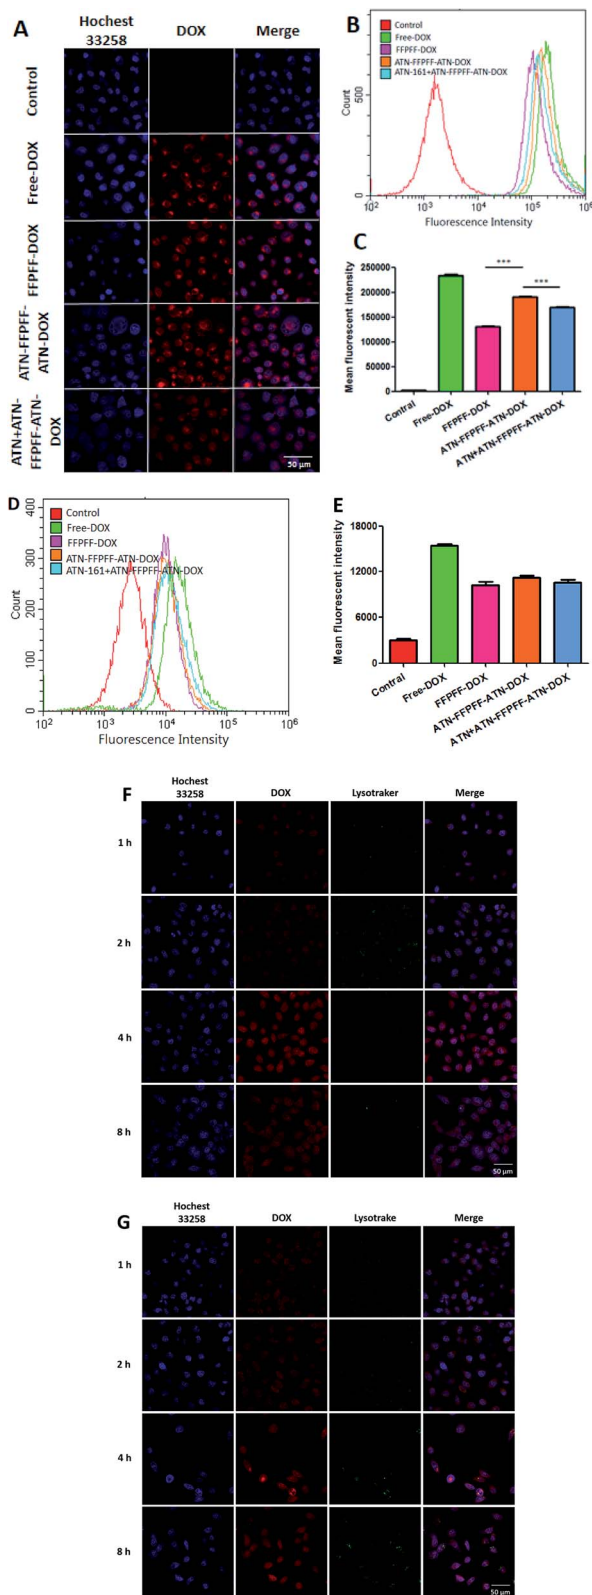 A
Hochest
33258
DOX
Merge
Control
Free-DOX
FFPFF-DOX
ATN-FFPFF-
ATN-DOX
ATN+ATN-
FFPFF-ATN-
DOX
50 μm
B
Control
Free-DOX
FFPFF-DOX
ATN-FFPFF-ATN-DOX
ATN-161+ATN-FFPFF-ATN-DOX
Count
500
10² 10³ 10⁴ 10⁵ 10⁶
Fluorescence Intensity
C
Mean fluorescent intensity
250000
200000
150000
100000
50000
0
***
***
Contral
Free-DOX
FFPFF-DOX
ATN-FFPFF-ATN-DOX
ATN+ATN-FFPFF-ATN-DOX
D
Control
Free-DOX
FFPFF-DOX
ATN-FFPFF-ATN-DOX
ATN-161+ATN-FFPFF-ATN-DOX
Count
400
300
200
100
0
10² 10³ 10⁴ 10⁵ 10⁶
Fluorescence Intensity
E
Mean fluorescent intensity
18000
12000
6000
0
Contral
Free-DOX
FFPFF-DOX
ATN-FFPFF-ATN-DOX
ATN+ATN-FFPFF-ATN-DOX
F
Hochest
33258
DOX
Lysotraker
Merge
1 h
2 h
4 h
8 h
50 μm
G
Hochest
33258
DOX
Lysotrake
Merge
1 h
2 h
4 h
8 h
50 μm